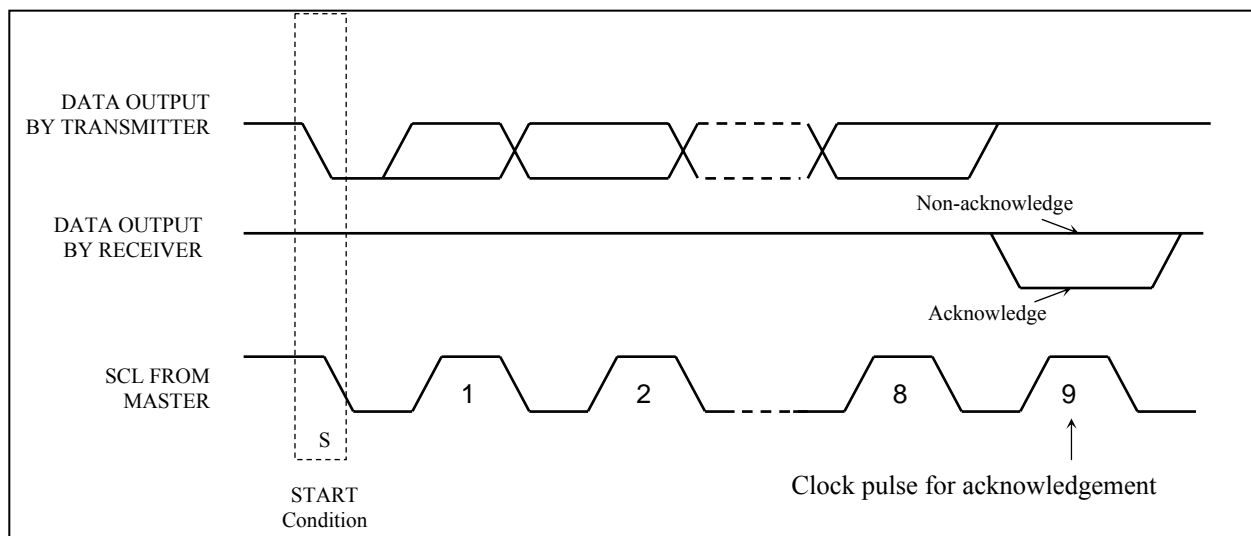 DATA OUTPUT
BY TRANSMITTER
Non-acknowledge
DATA OUTPUT
BY RECEIVER
Acknowledge
SCL FROM
MASTER
1
2
8
9
S
START
Condition
Clock pulse for acknowledgement